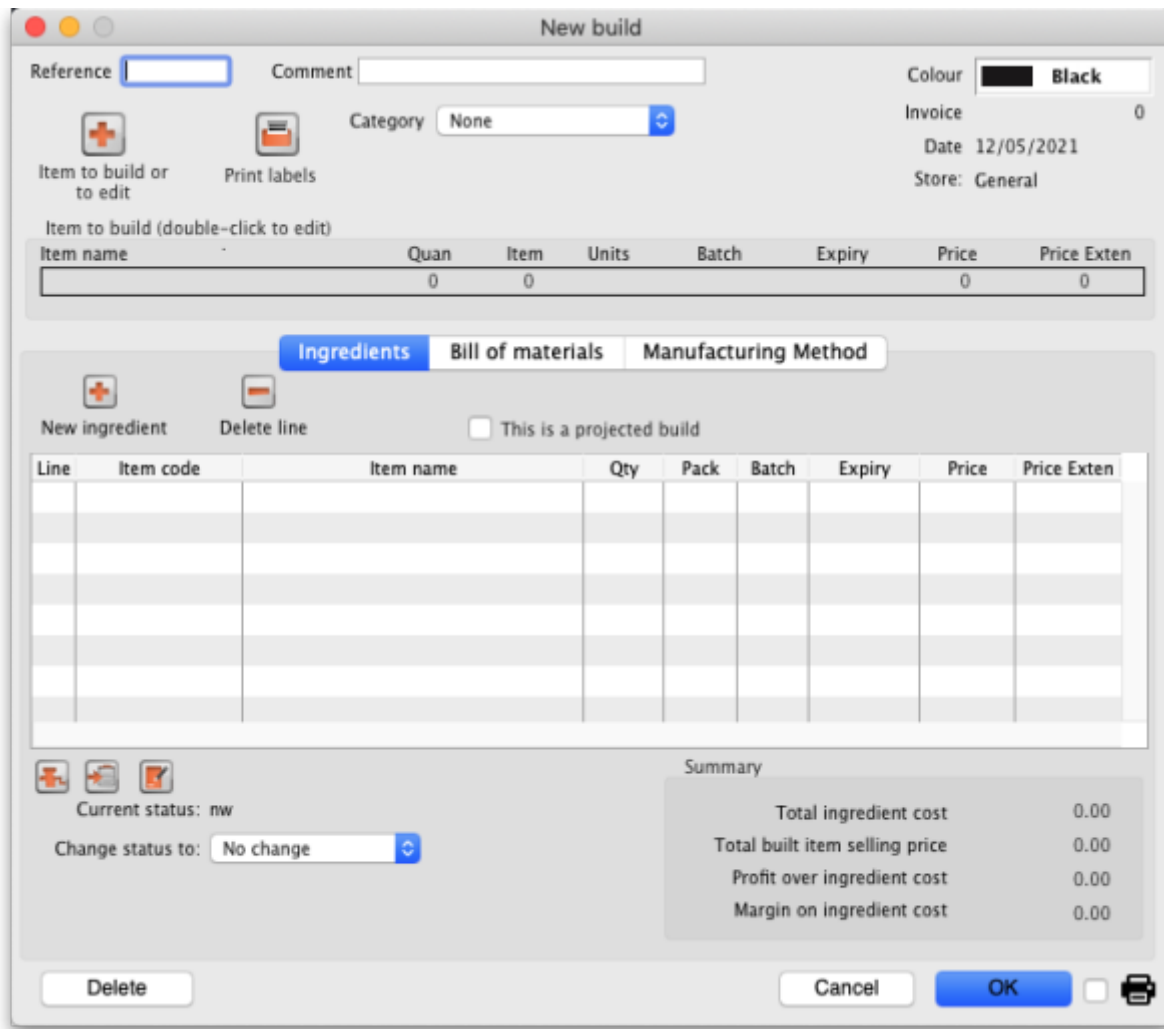 New build
Reference Comment Colour Black
Category None Invoice 0
Date 12/05/2021
Item to build or
to edit
Print labels
Store: General
Item to build (double-click to edit)
Item name Quan Item Units Batch Expiry Price Price Exten
0 0 0 0
Ingredients Bill of materials Manufacturing Method
New ingredient Delete line This is a projected build
Line Item code Item name Qty Pack Batch Expiry Price Price Exten
Summary
Current status: nw
Change status to: No change
Total ingredient cost 0.00
Total built item selling price 0.00
Profit over ingredient cost 0.00
Margin on ingredient cost 0.00
Delete Cancel OK